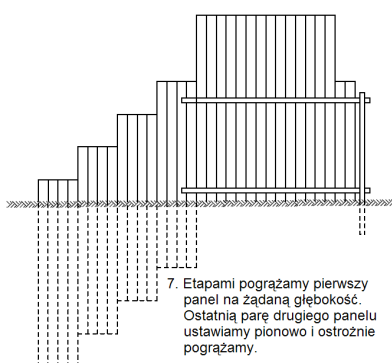 7. Etapami pogrążamy pierwszy
panel na żądaną głębokość.
Ostatnią parę drugiego panelu
ustawiamy pionowo i ostrożnie
pogrążamy.